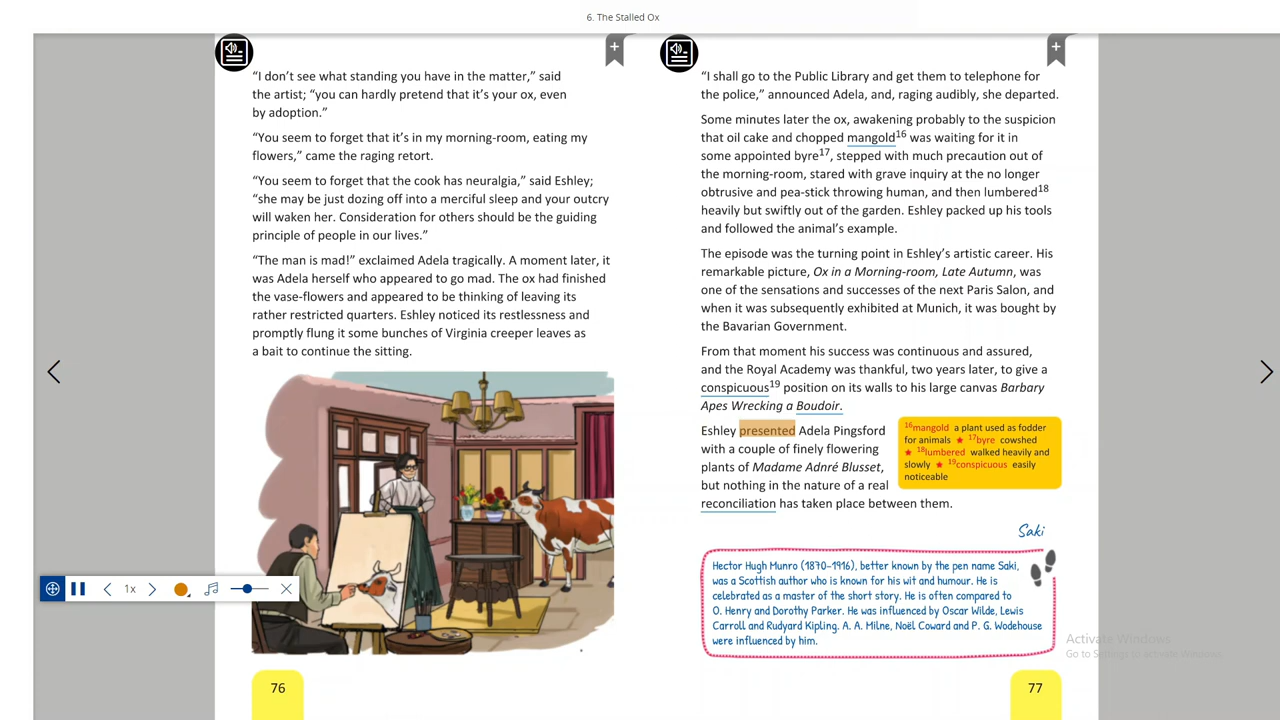 6. The Stalled Ox
“I don’t see what standing you have in the matter,” said
the artist; “you can hardly pretend that it’s your ox, even
by adoption.”
“You seem to forget that it’s in my morning-room, eating my
flowers,” came the raging retort.
“You seem to forget that the cook has neuralgia,” said Eshley;
“she may be just dozing off into a merciful sleep and your outcry
will waken her. Consideration for others should be the guiding
principle of people in our lives.”
“The man is mad!” exclaimed Adela tragically. A moment later, it
was Adela herself who appeared to go mad. The ox had finished
the vase-flowers and appeared to be thinking of leaving its
rather restricted quarters. Eshley noticed its restlessness and
promptly flung it some bunches of Virginia creeper leaves as
a bait to continue the sitting.
1x
76
“I shall go to the Public Library and get them to telephone for
the police,” announced Adela, and, raging audibly, she departed.
Some minutes later the ox, awakening probably to the suspicion
that oil cake and chopped mangold16 was waiting for it in
some appointed byre17, stepped with much precaution out of
the morning-room, stared with grave inquiry at the no longer
obtrusive and pea-stick throwing human, and then lumbered18
heavily but swiftly out of the garden. Eshley packed up his tools
and followed the animal’s example.
The episode was the turning point in Eshley’s artistic career. His
remarkable picture, Ox in a Morning-room, Late Autumn, was
one of the sensations and successes of the next Paris Salon, and
when it was subsequently exhibited at Munich, it was bought by
the Bavarian Government.
From that moment his success was continuous and assured,
and the Royal Academy was thankful, two years later, to give a
conspicuous19 position on its walls to his large canvas Barbary
Apes Wrecking a Boudoir.
Eshley presented Adela Pingsford
with a couple of finely flowering
plants of Madame Adnré Blusset,
but nothing in the nature of a real
reconciliation has taken place between them.
16mangold a plant used as fodder
for animals ★ 17byre cowshed
★ 18lumbered walked heavily and
slowly ★ 19conspicuous easily
noticeable
Saki
Hector Hugh Munro (1870–1916), better known by the pen name Saki,
was a Scottish author who is known for his wit and humour. He is
celebrated as a master of the short story. He is often compared to
O. Henry and Dorothy Parker. He was influenced by Oscar Wilde, Lewis
Carroll and Rudyard Kipling. A. A. Milne, Noël Coward and P. G. Wodehouse
were influenced by him.
Activate Windows
Go to Settings to activate Windows.
77